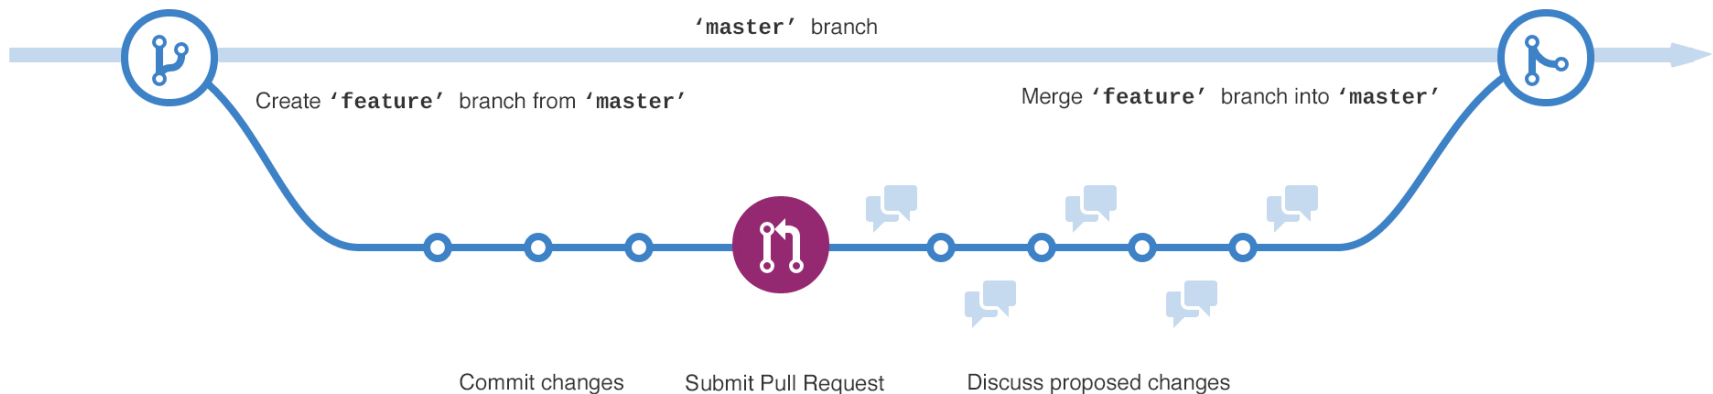 ‘master’ branch
Create ‘feature’ branch from ‘master’
Merge ‘feature’ branch into ‘master’
Commit changes
Submit Pull Request
Discuss proposed changes